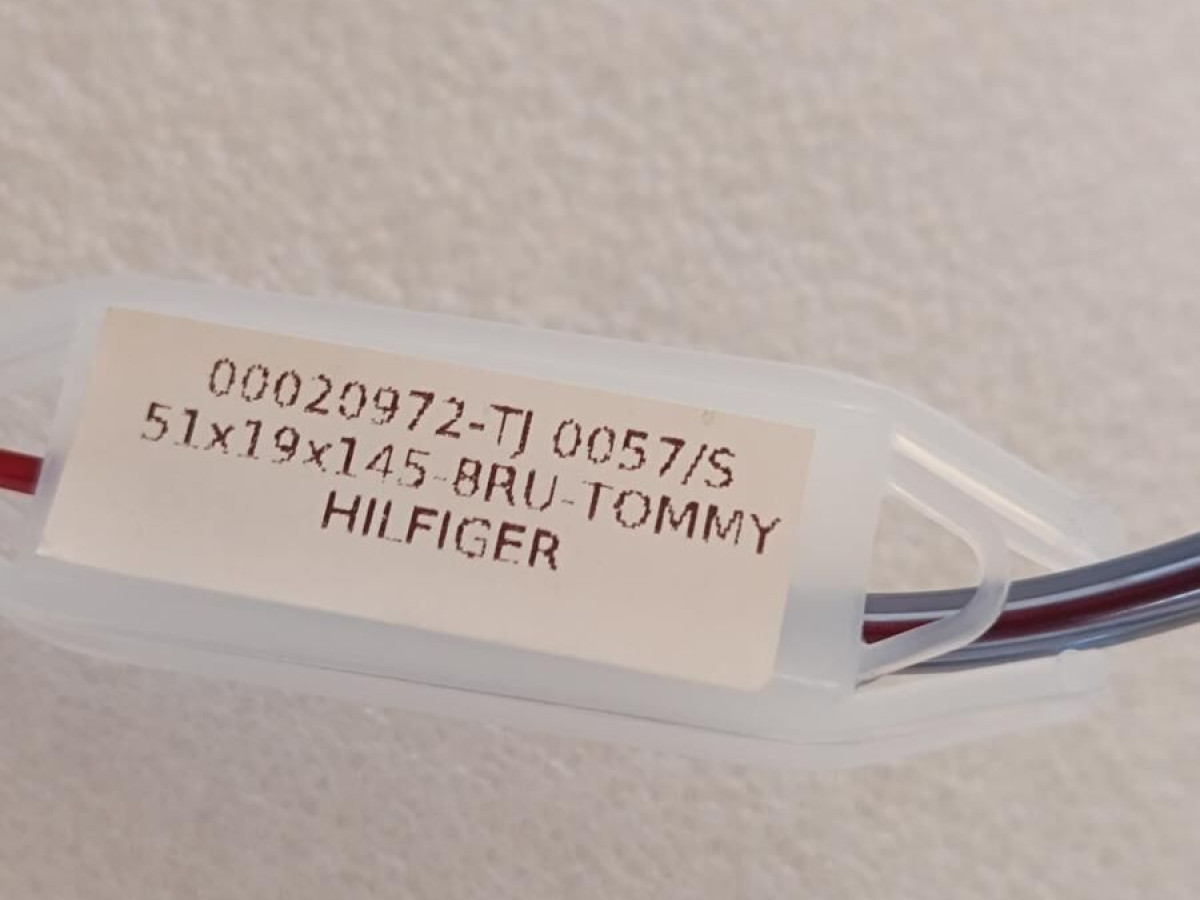 00020972-TJ 0057/S
51x19x145-8RU-TOMMY
HILFIGER